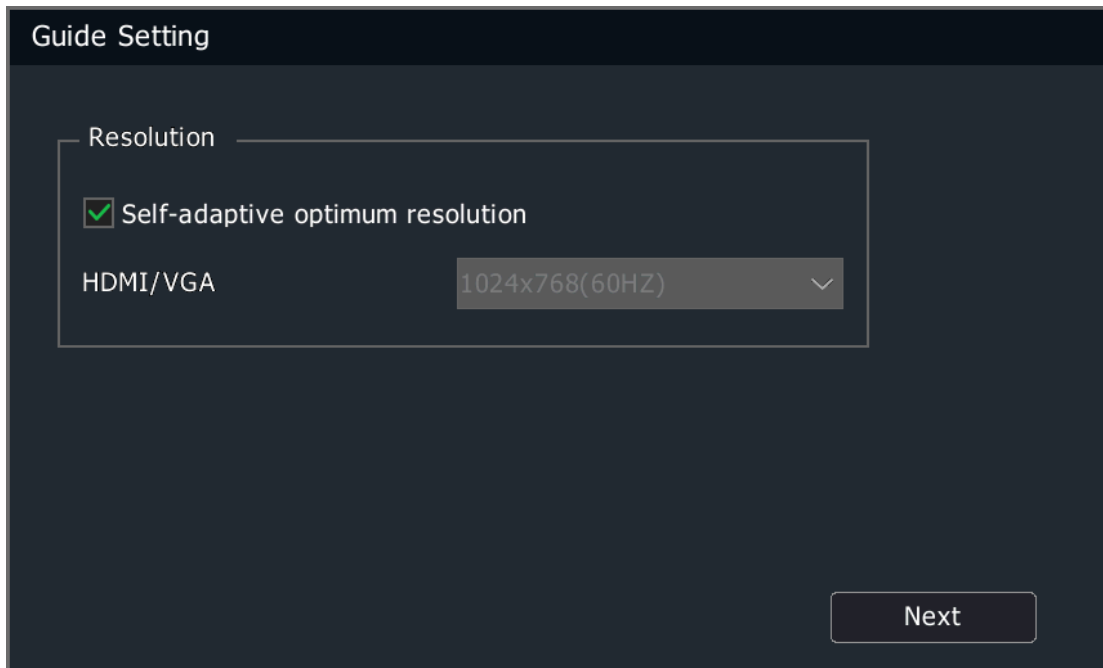 Guide Setting
Resolution
Self-adaptive optimum resolution
HDMI/VGA 1024x768(60HZ)
Next